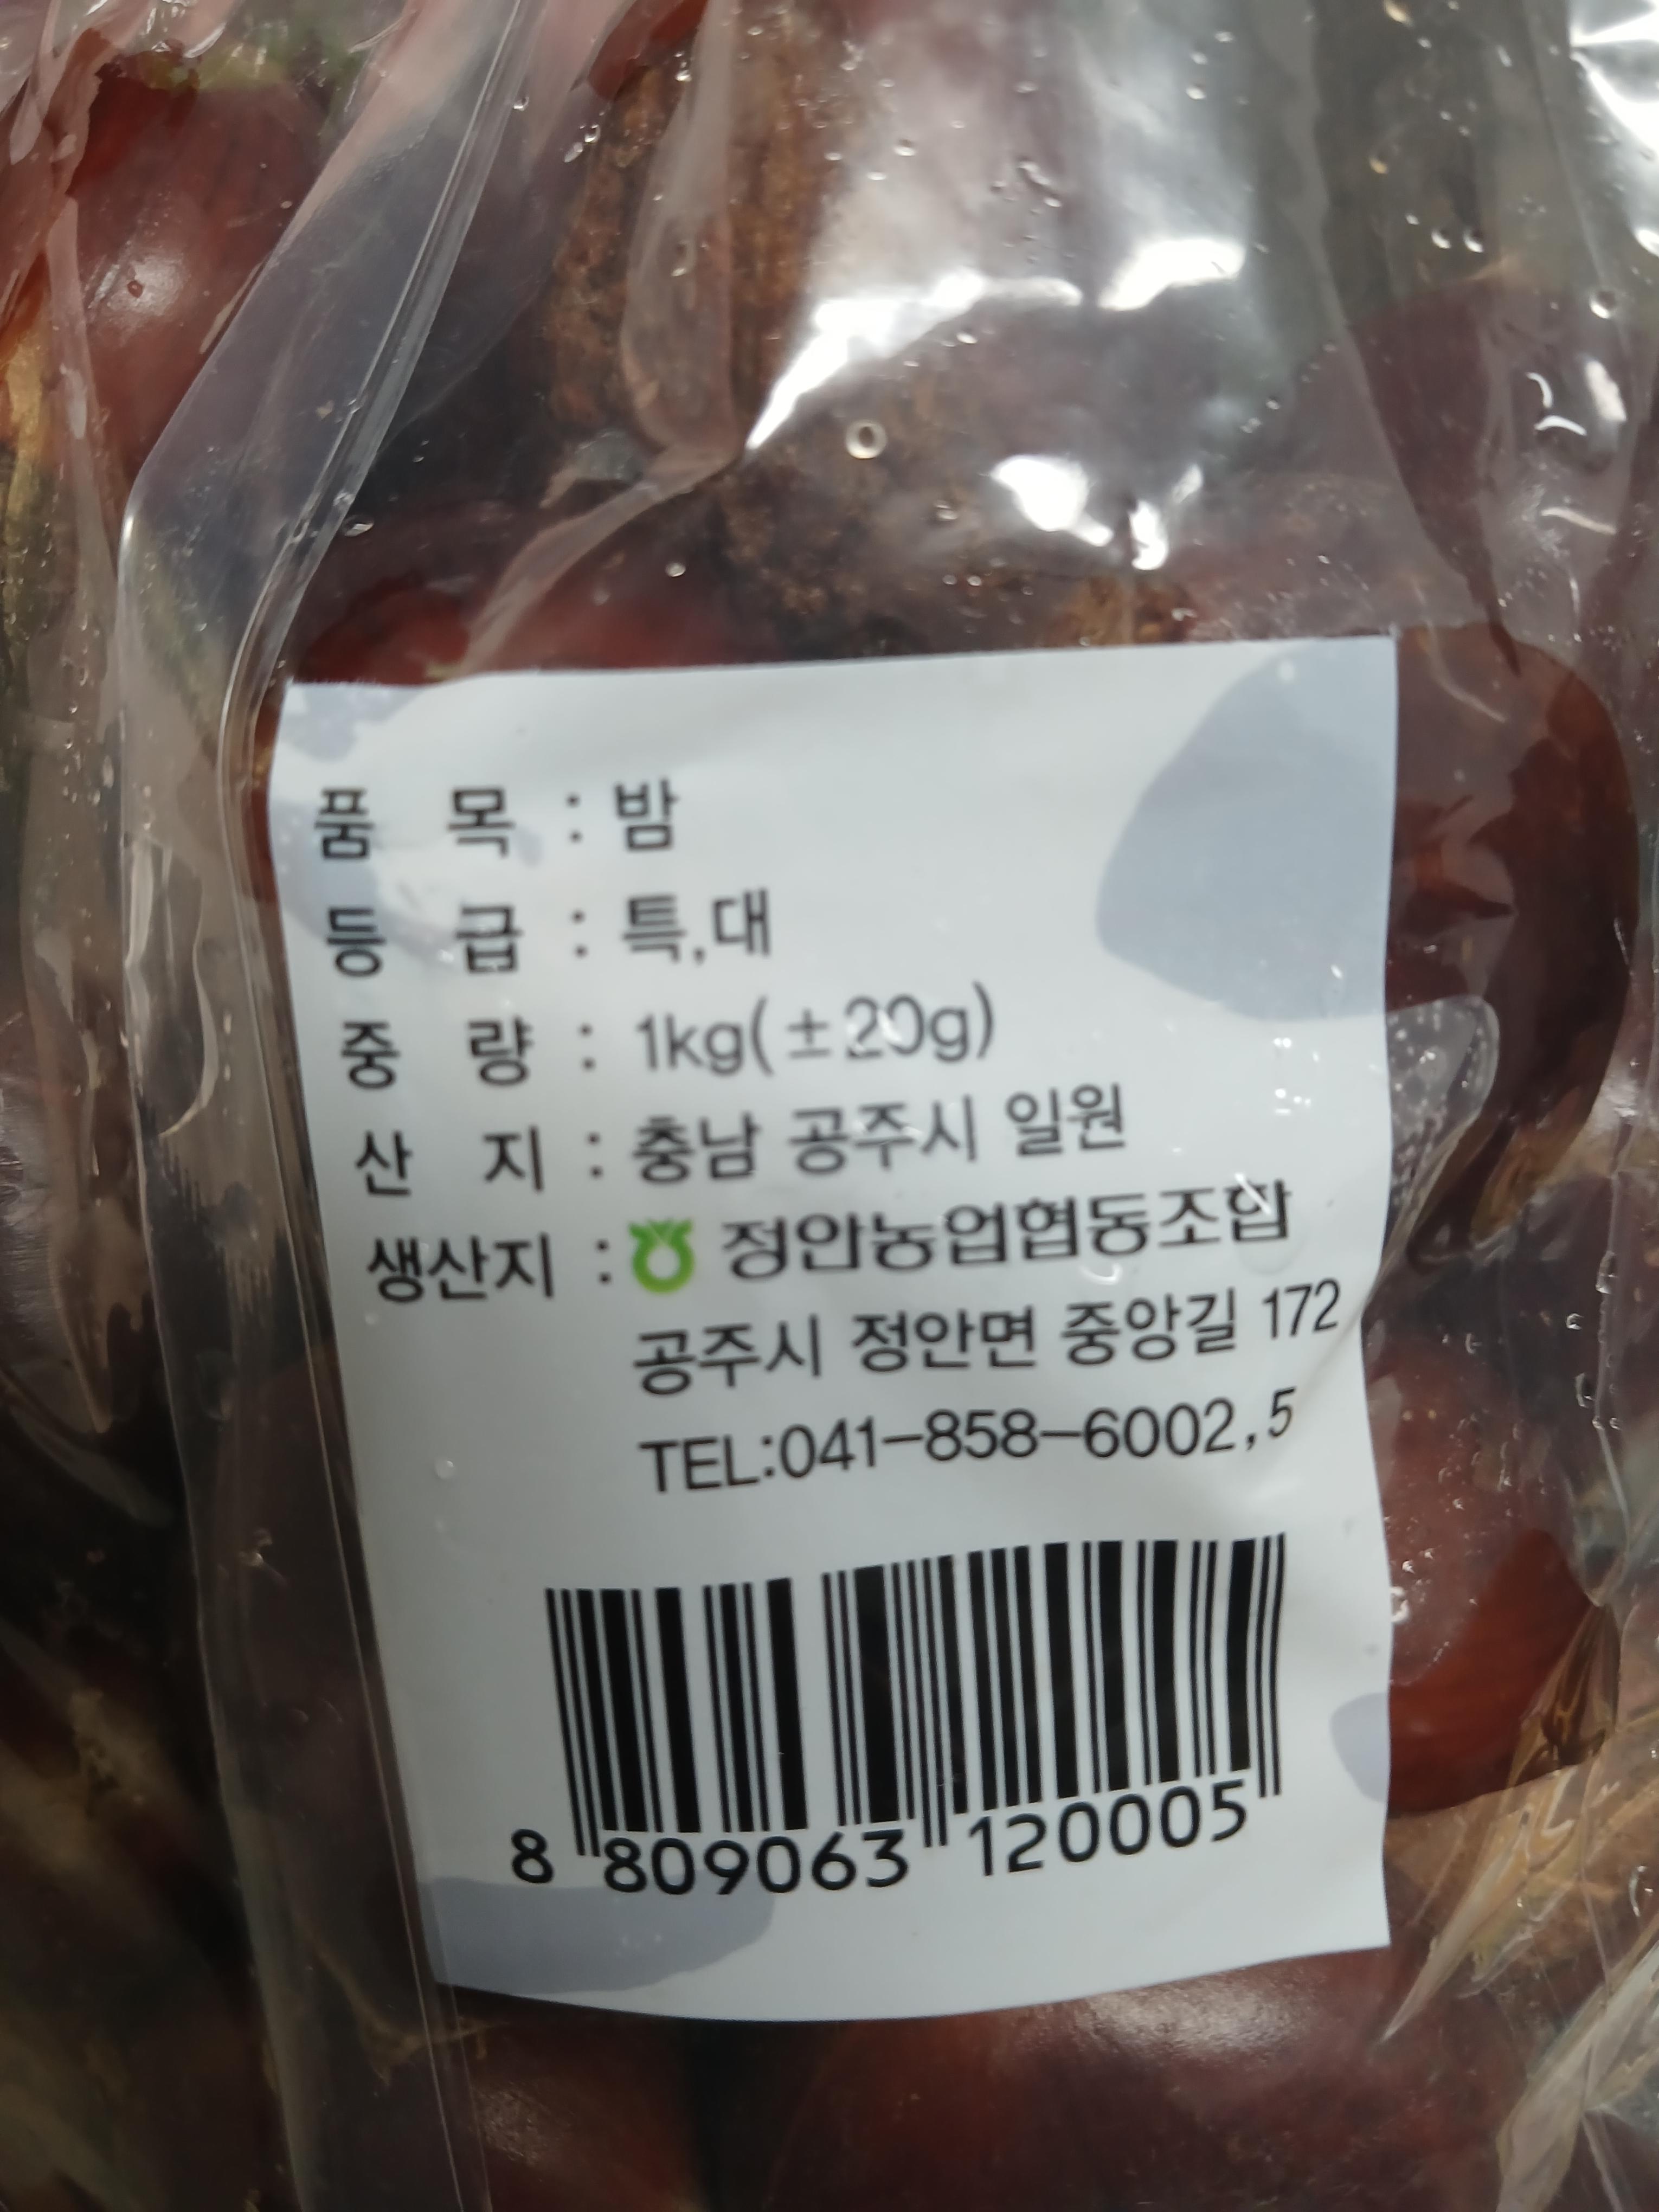 품 목 : 밤
등 급 : 특,대
중 량 : 1kg(±20g)
산 지 : 충남 공주시 일원
생산지 : 정안농업협동조합
공주시 정안면 중앙길 172
TEL:041-858-6002,5
8 809063 120005